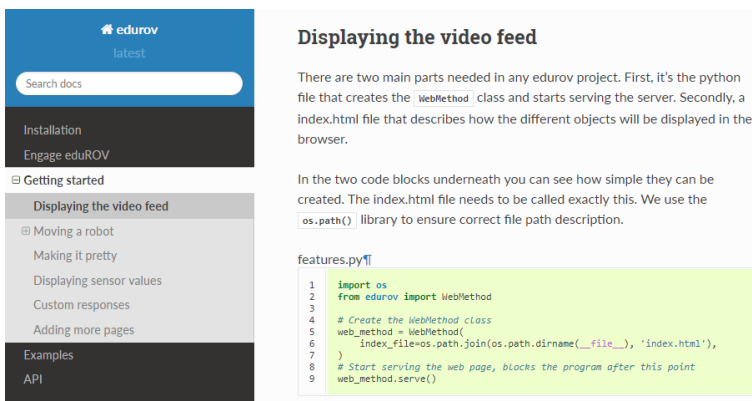 edurov
latest
Search docs
Installation
Engage eduROV
Getting started
Displaying the video feed
Moving a robot
Making it pretty
Displaying sensor values
Custom responses
Adding more pages
Examples
API
Displaying the video feed
There are two main parts needed in any edurov project. First, it's the python
file that creates the WebMethod class and starts serving the server. Secondly, a
index.html file that describes how the different objects will be displayed in the
browser.
In the two code blocks underneath you can see how simple they can be
created. The index.html file needs to be called exactly this. We use the
os.path() library to ensure correct file path description.
features.py¶
1 import os
2 from edurov import WebMethod
3
4 # Create the WebMethod class
5 web_method = WebMethod(
6     index_file=os.path.join(os.path.dirname(__file__), 'index.html'),
7 )
8 # Start serving the web page, blocks the program after this point
9 web_method.serve()